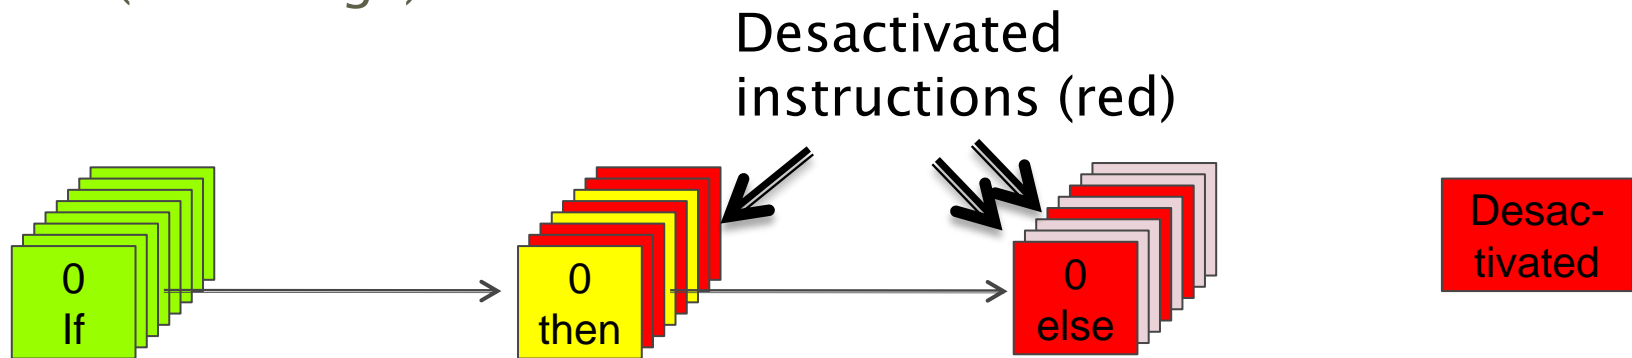 Desactivated
instructions (red)
0
If
0
then
0
else
Desac-
tivated